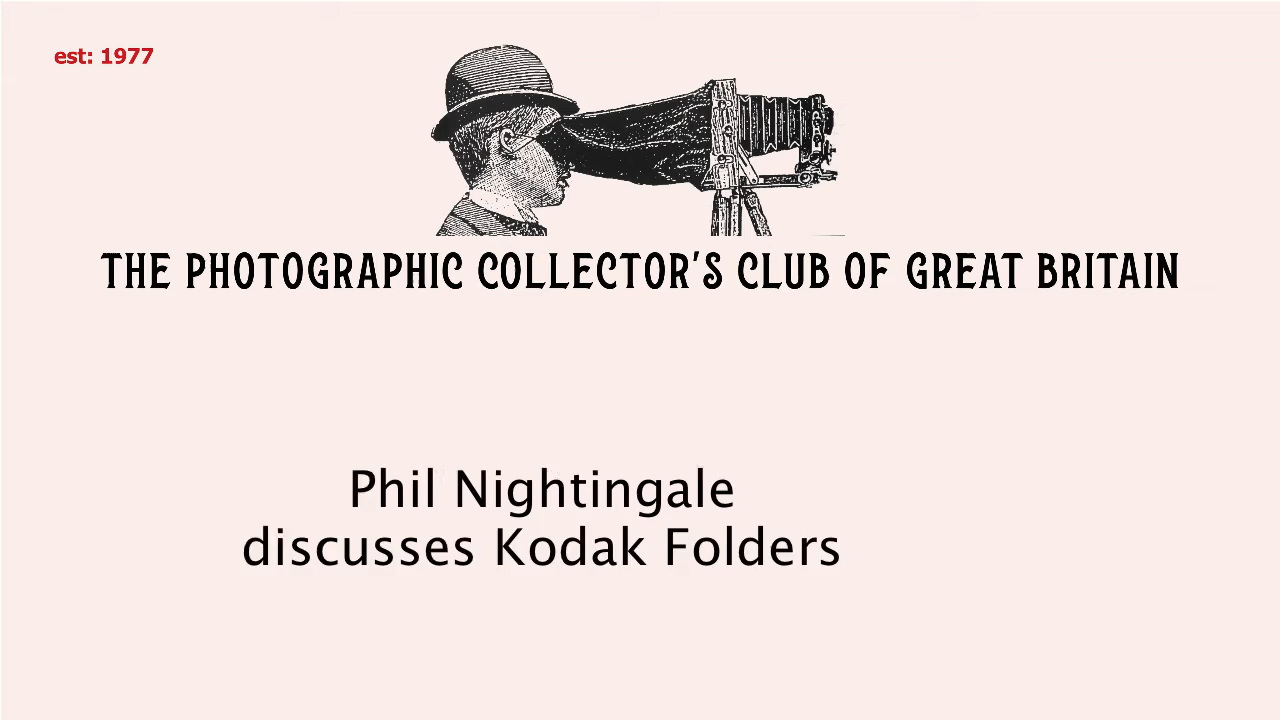 est: 1977
THE PHOTOGRAPHIC COLLECTOR'S CLUB OF GREAT BRITAIN
Phil Nightingale
discusses Kodak Folders